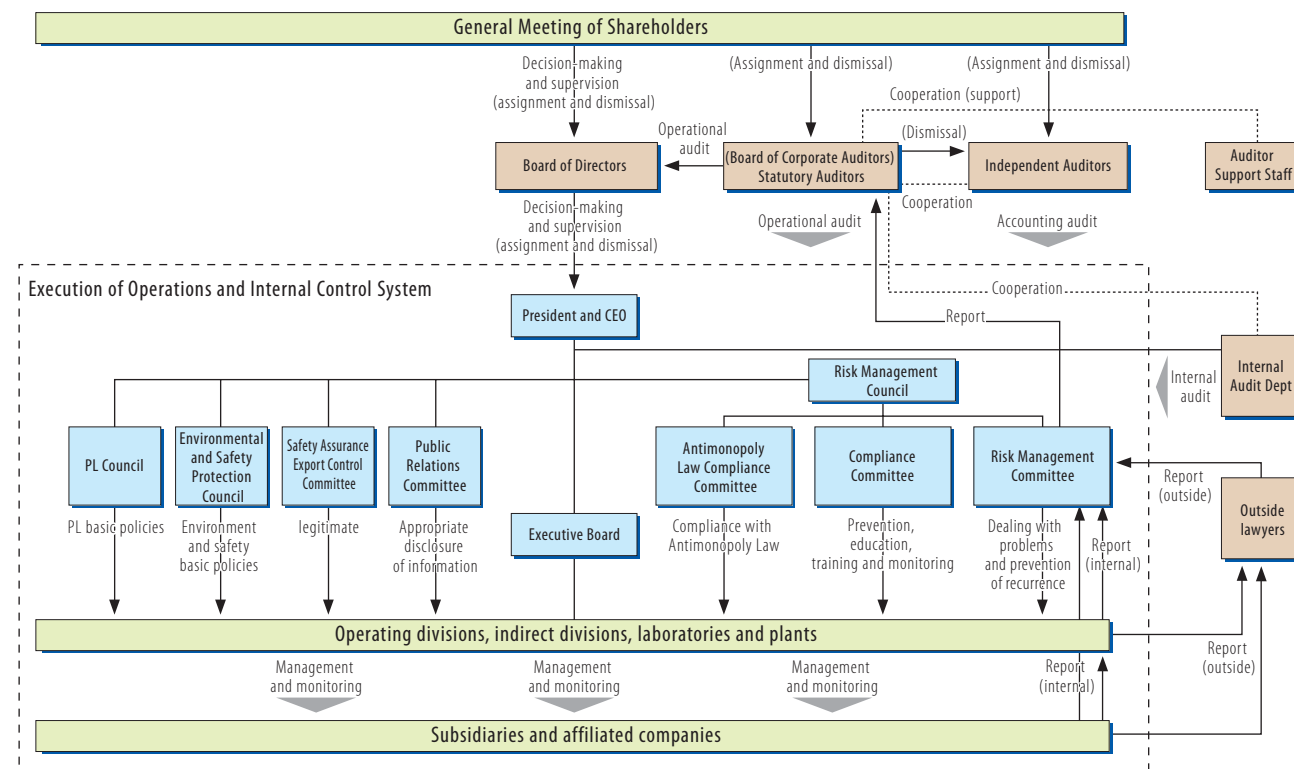 General Meeting of Shareholders
Decision-making
and supervision
(assignment and dismissal)
(Assignment and dismissal)
(Assignment and dismissal)
Cooperation (support)
Operational
audit
(Dismissal)
Board of Directors
(Board of Corporate Auditors)
Statutory Auditors
Independent Auditors
Auditor
Support Staff
Decision-making
and supervision
(assignment and dismissal)
Cooperation
Operational audit
Accounting audit
Execution of Operations and Internal Control System
Cooperation
President and CEO
Report
Internal
audit
Internal
Audit Dept
Risk Management
Council
PL Council
Environmental
and Safety
Protection
Council
Safety Assurance
Export Control
Committee
Public
Relations
Committee
Antimonopoly
Law Compliance
Committee
Compliance
Committee
Risk Management
Committee
Report
(outside)
Outside
lawyers
PL basic policies
Environment
and safety
basic policies
legitimate
Appropriate
disclosure
of information
Executive Board
Compliance with
Antimonopoly Law
Prevention,
education,
training and monitoring
Dealing with
problems
and prevention
of recurrence
Report
(internal)
Operating divisions, indirect divisions, laboratories and plants
Management
and monitoring
Management
and monitoring
Management
and monitoring
Report
(internal)
Report
(outside)
Subsidiaries and affiliated companies